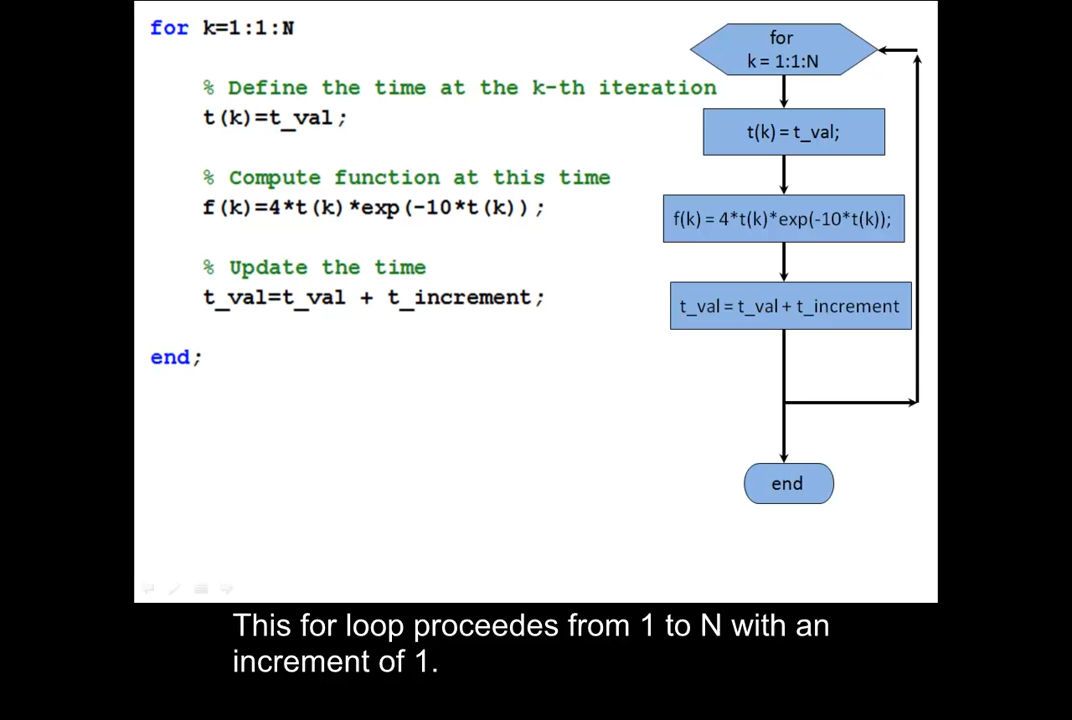 for k=1:1:N
% Define the time at the k-th iteration
t(k)=t_val;
% Compute function at this time
f(k)=4*t(k)*exp(-10*t(k));
% Update the time
t_val=t_val + t_increment;
end;
for
k = 1:1:N
t(k) = t_val;
f(k) = 4*t(k)*exp(-10*t(k));
t_val = t_val + t_increment
end
This for loop proceedes from 1 to N with an
increment of 1.